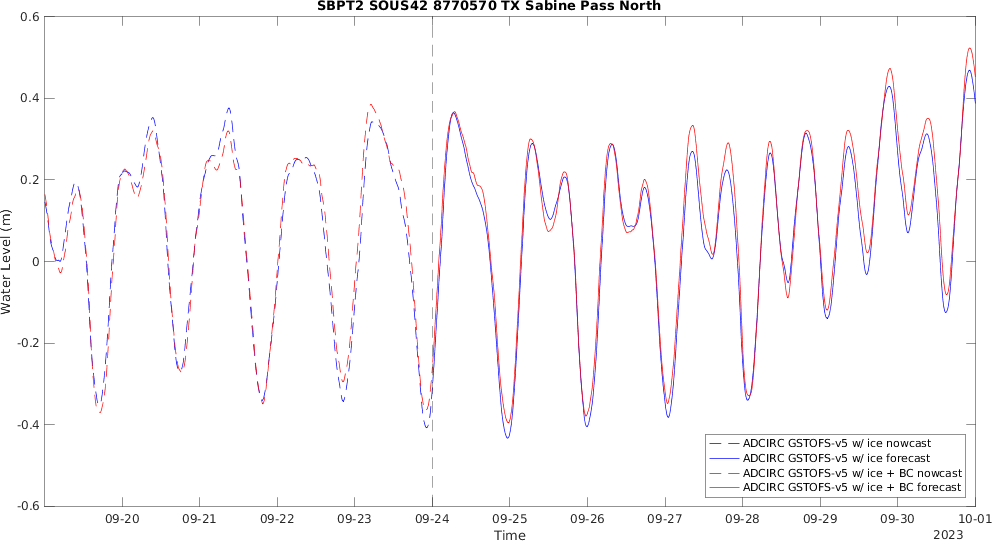 SBPT2 SOUS42 8770570 TX Sabine Pass North
0.6
0.4
0.2
0
-0.2
-0.4
-0.6
Water Level (m)
09-20 09-21 09-22 09-23 09-24 09-25 09-26 09-27 09-28 09-29 09-30 10-01
Time
2023
ADCIRC GSTOFS-v5 w/ ice nowcast
ADCIRC GSTOFS-v5 w/ ice forecast
ADCIRC GSTOFS-v5 w/ ice + BC nowcast
ADCIRC GSTOFS-v5 w/ ice + BC forecast